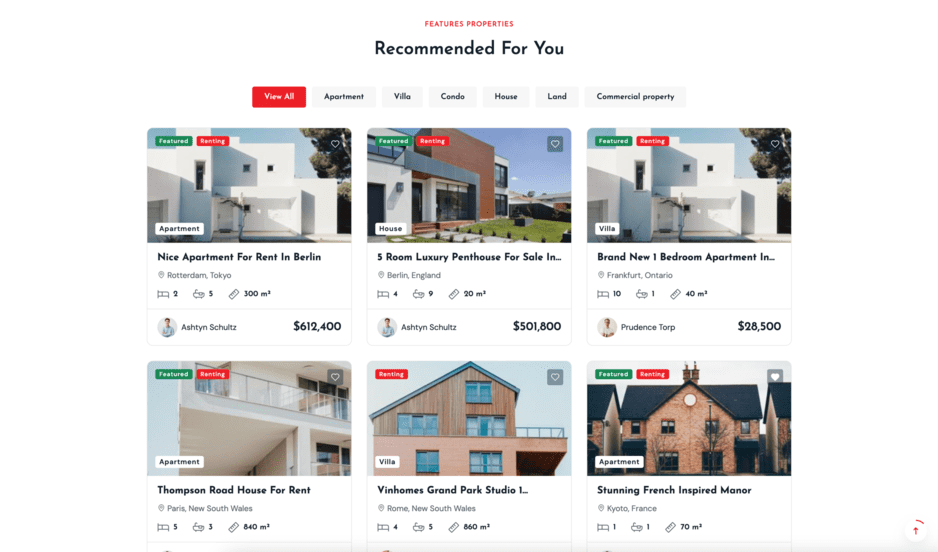 FEATURES PROPERTIES
Recommended For You
View All Apartment Villa Condo House Land Commercial property
Featured Renting
Apartment
Nice Apartment For Rent In Berlin
Rotterdam, Tokyo
2 5 300 m²
Ashtyn Schultz $612,400
Featured Renting
House
5 Room Luxury Penthouse For Sale In...
Berlin, England
4 9 20 m²
Ashtyn Schultz $501,800
Featured Renting
Villa
Brand New 1 Bedroom Apartment In...
Frankfurt, Ontario
10 1 40 m²
Prudence Torp $28,500
Featured Renting
Apartment
Thompson Road House For Rent
Paris, New South Wales
5 3 840 m²
Renting
Villa
Vinhomes Grand Park Studio 1...
Rome, New South Wales
4 5 860 m²
Featured Renting
Apartment
Stunning French Inspired Manor
Kyoto, France
1 1 70 m²